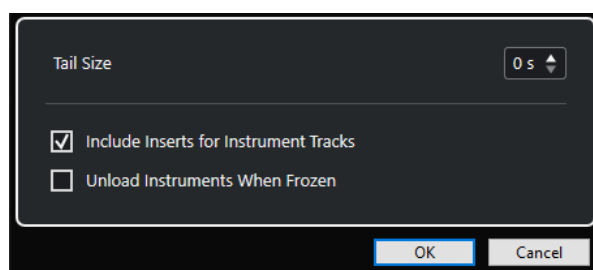 Tail Size
0 s
Include Inserts for Instrument Tracks
Unload Instruments When Frozen
OK
Cancel